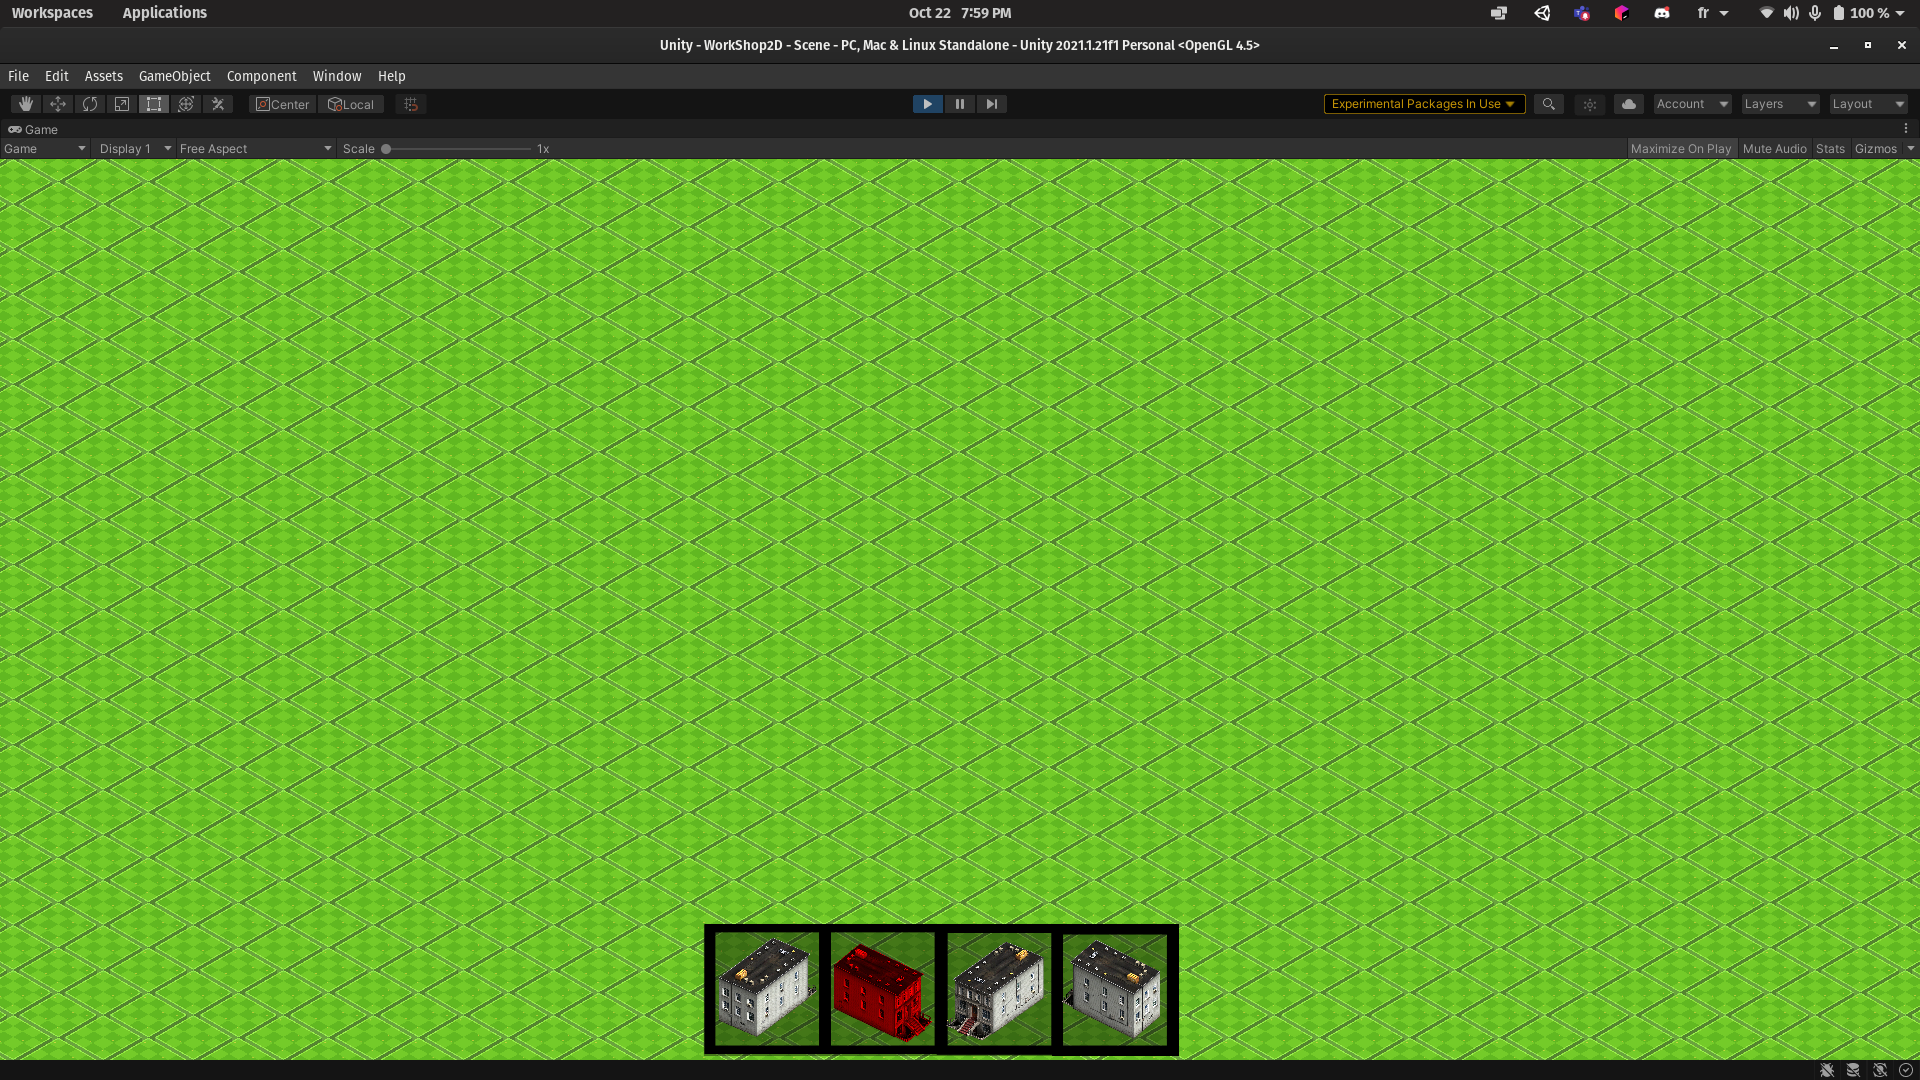 Workspaces Applications Oct 22 7:59 PM fr 100 %
Unity - WorkShop2D - Scene - PC, Mac & Linux Standalone - Unity 2021.1.21f1 Personal <OpenGL 4.5>
File Edit Assets GameObject Component Window Help
Center Local Experimental Packages In Use Account Layers Layout
Game
Game Display 1 Free Aspect Scale 1x Maximize On Play Mute Audio Stats Gizmos